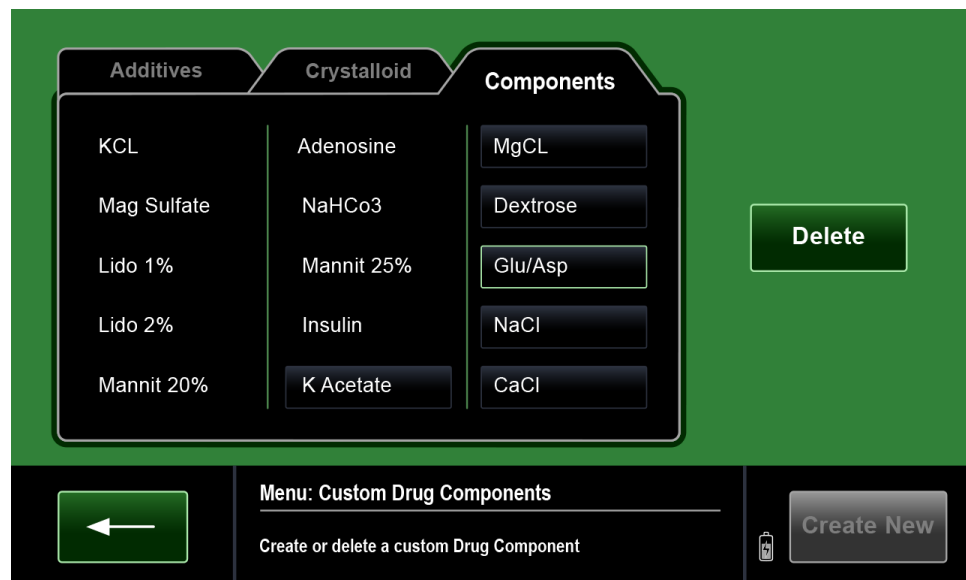 Additives Crystalloid Components
KCL Adenosine MgCL
Mag Sulfate NaHCo3 Dextrose
Lido 1% Mannit 25% Glu/Asp
Lido 2% Insulin NaCl
Mannit 20% K Acetate CaCl
Delete
Menu: Custom Drug Components
Create or delete a custom Drug Component
Create New